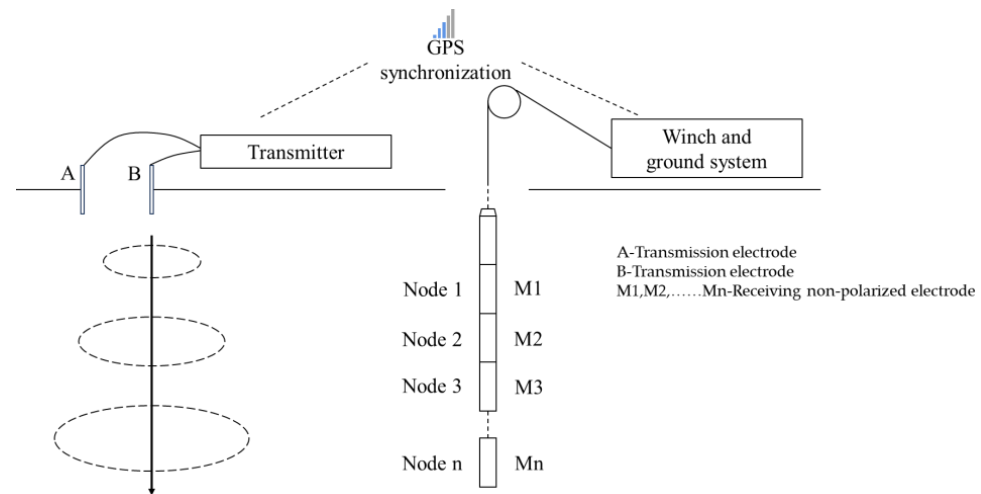 GPS
synchronization
Transmitter
Winch and
ground system
A
B
A-Transmission electrode
B-Transmission electrode
M1,M2,……Mn-Receiving non-polarized electrode
Node 1
M1
Node 2
M2
Node 3
M3
Node n
Mn